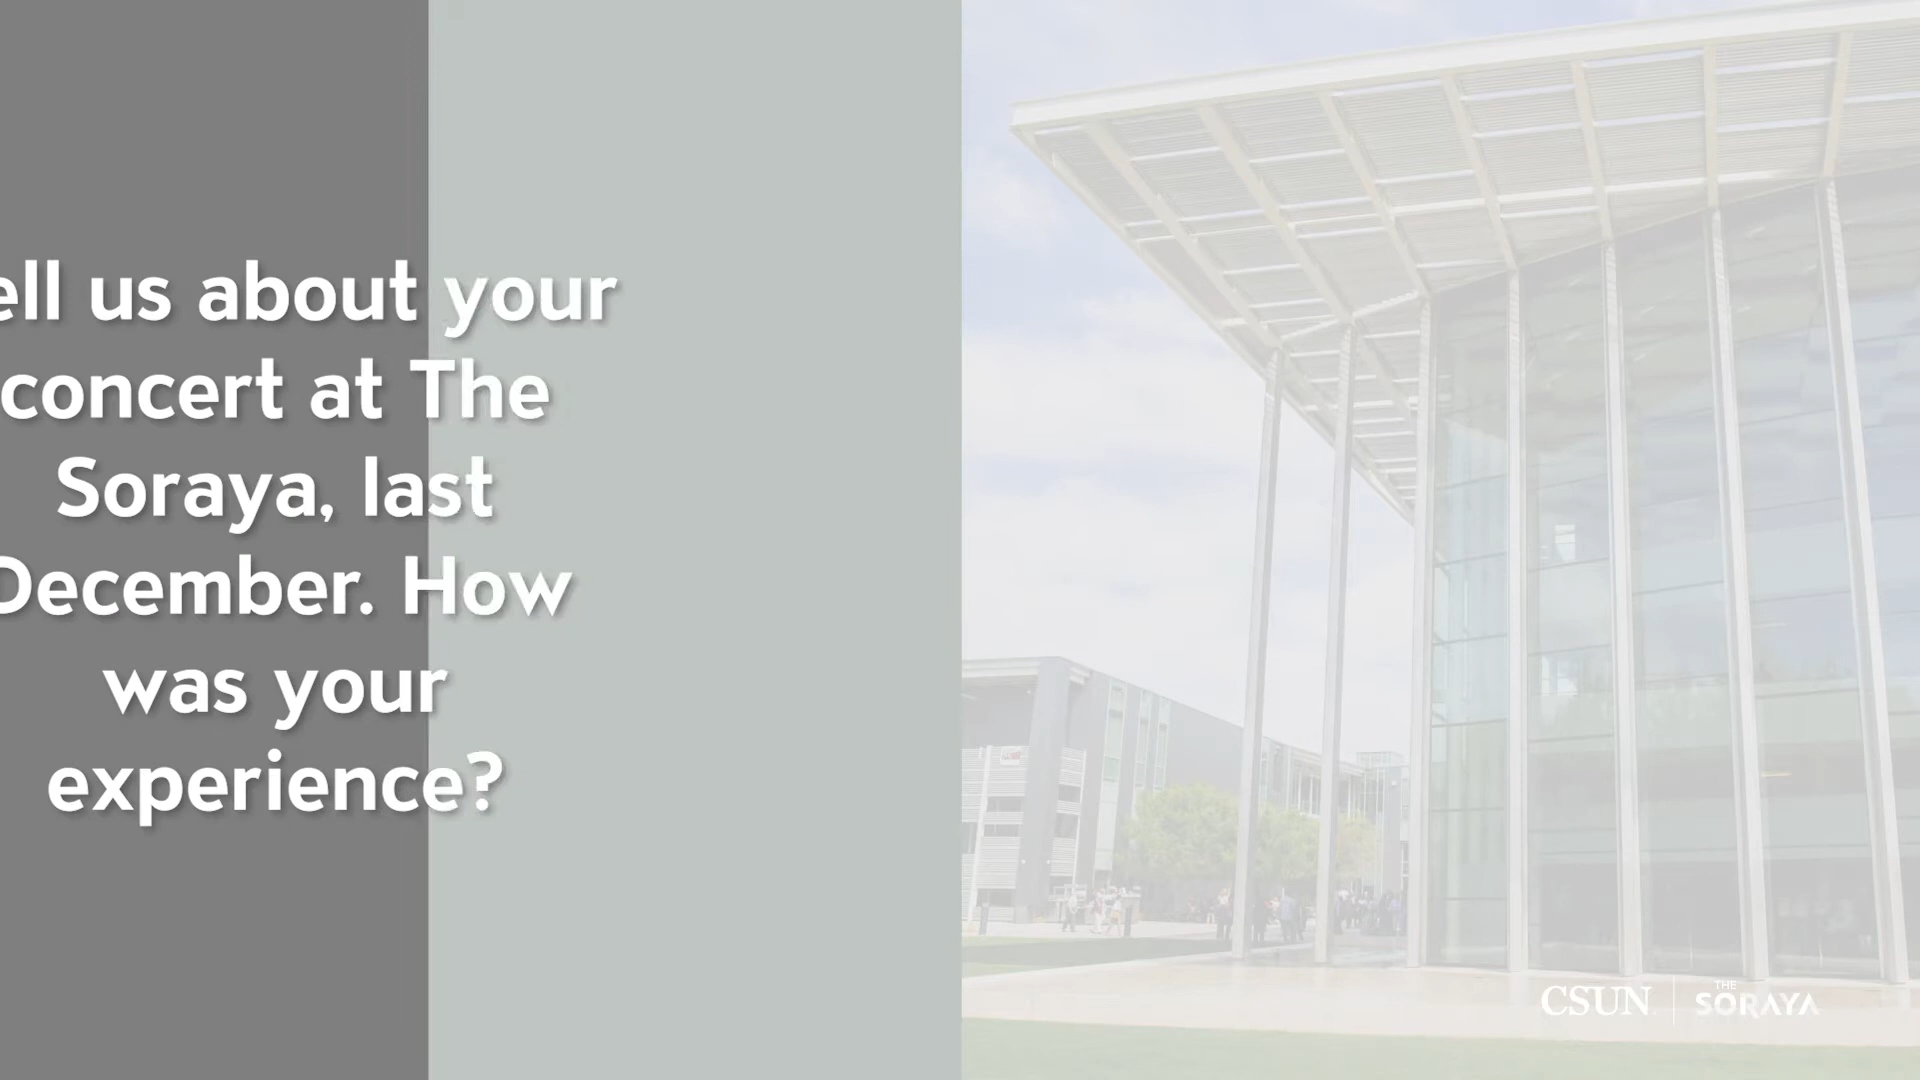 ell us about your
concert at The
Soraya, last
December. How
was your
experience?
CSUN
THE
SORAYA